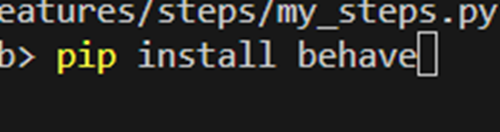 eatures/steps/my_steps.py
b> pip install behave